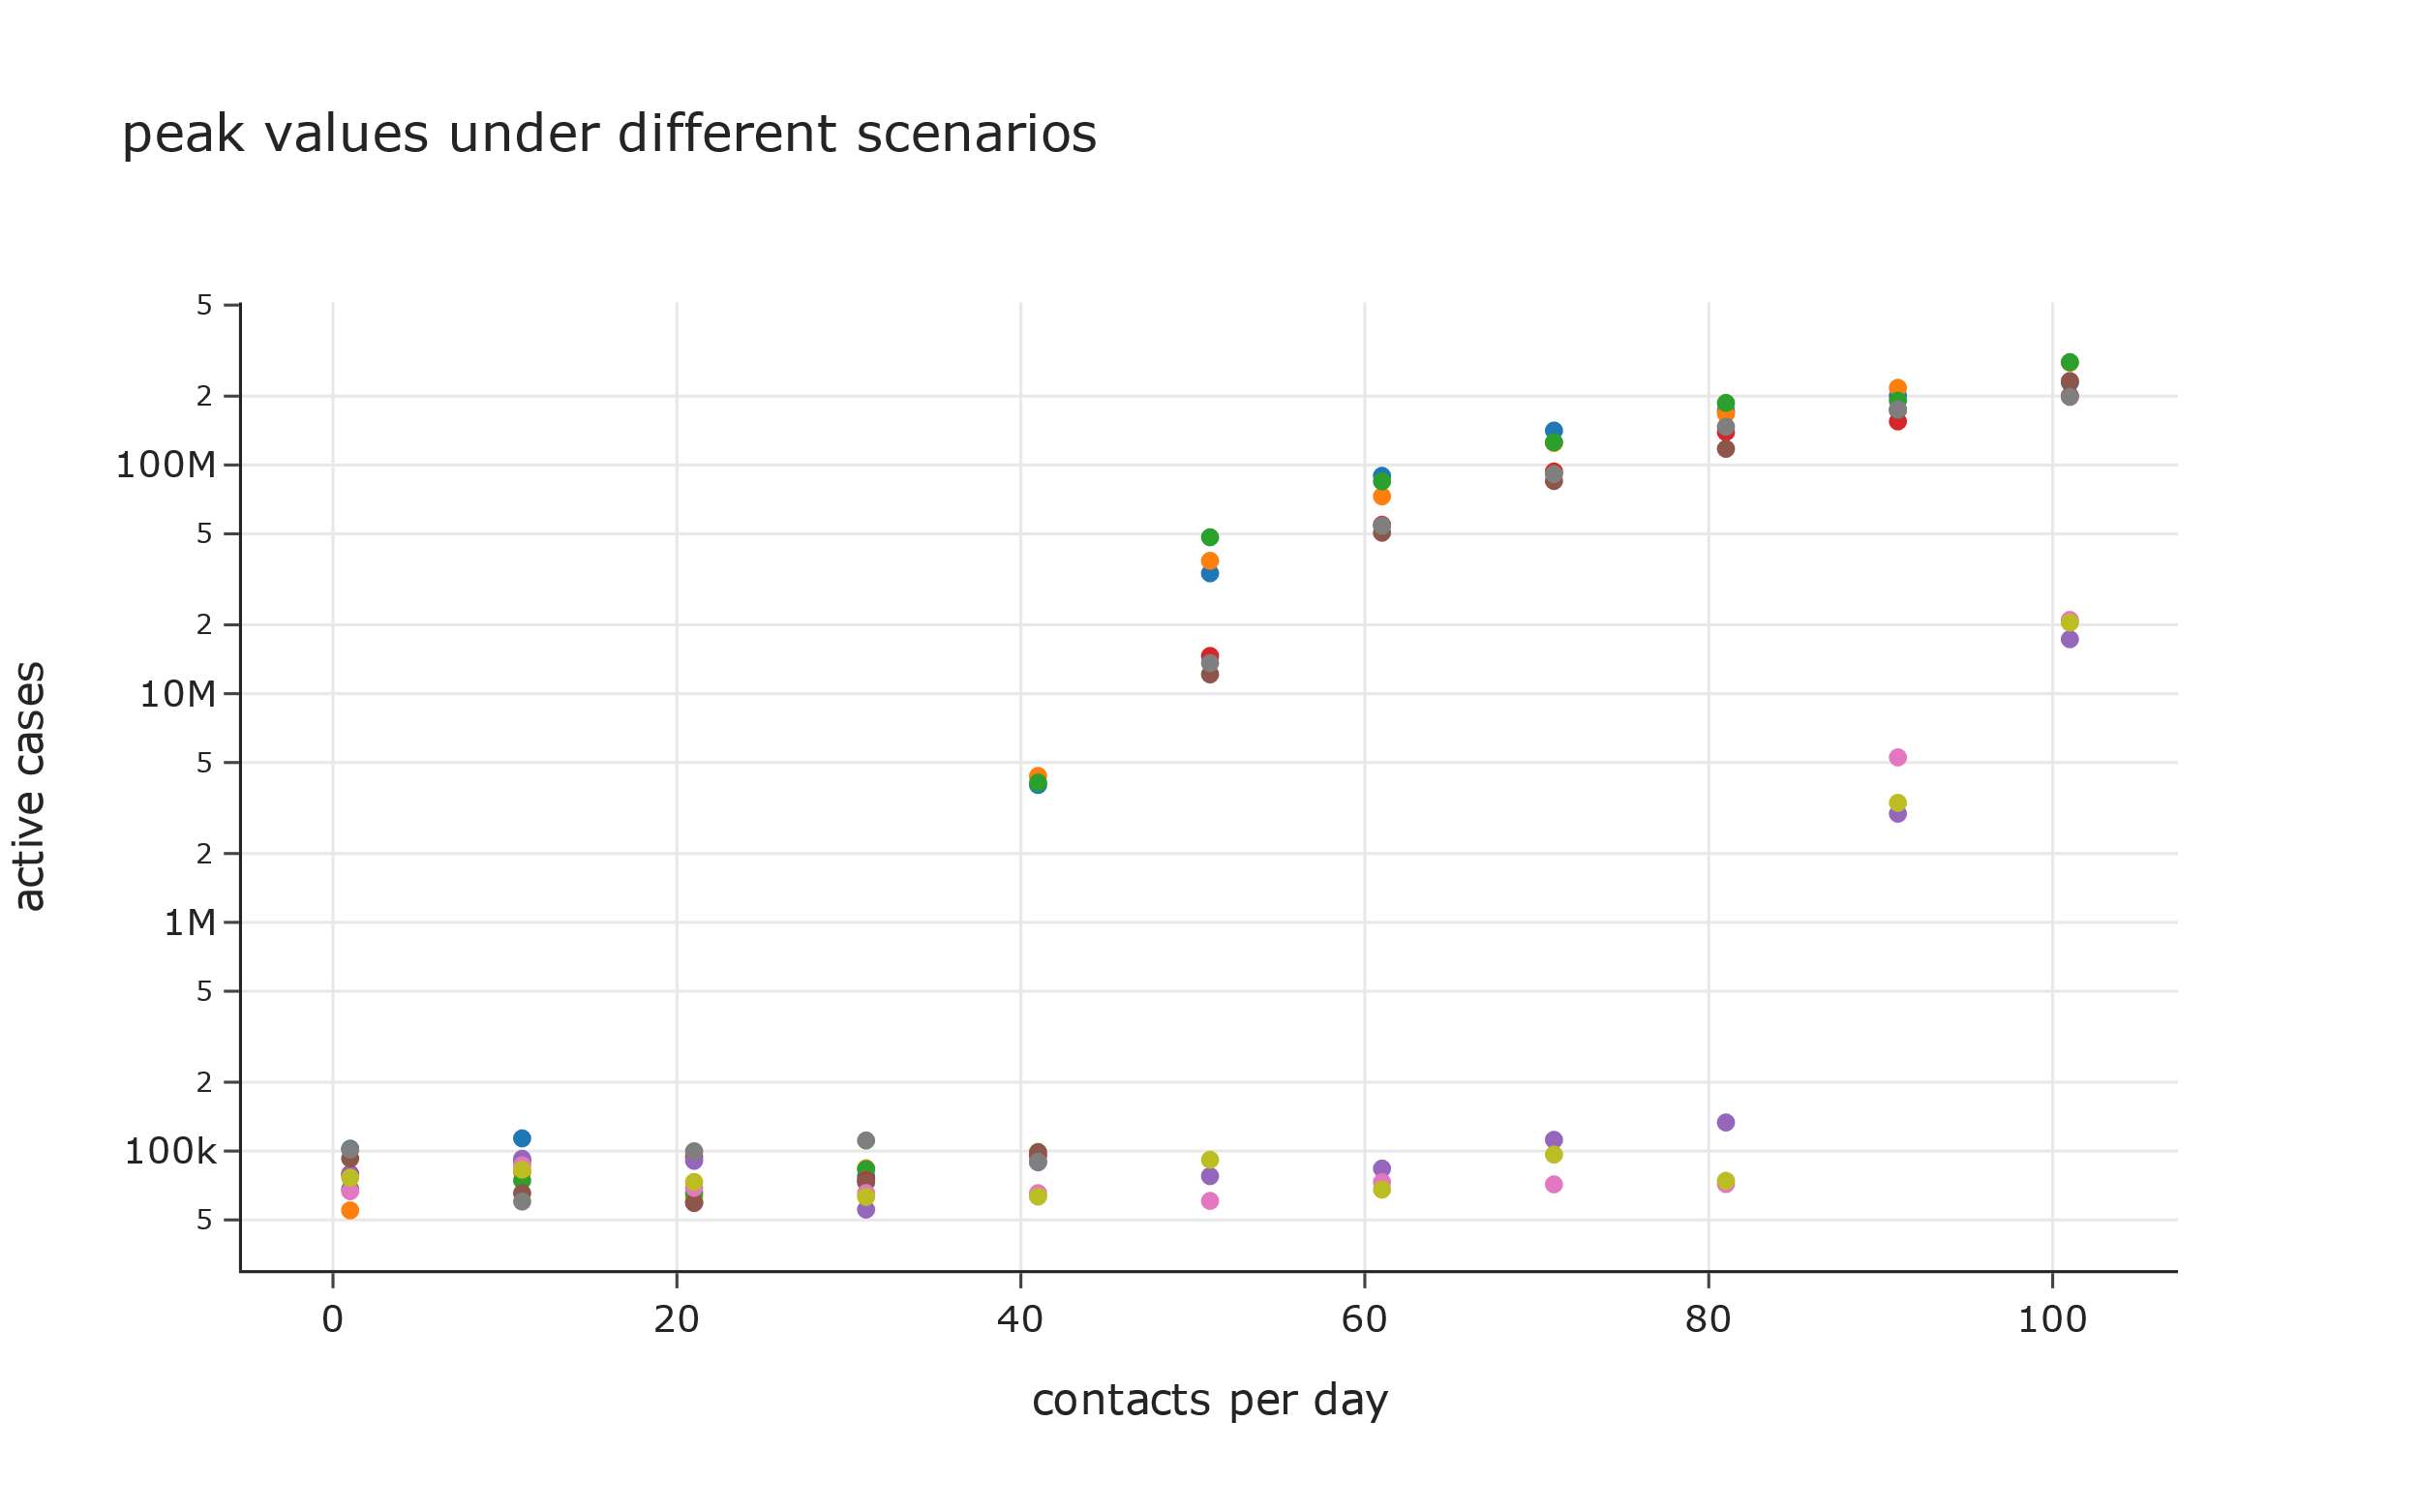 peak values under different scenarios
5
2
100M
5
2
10M
5
2
1M
5
2
100k
5
active cases
0 20 40 60 80 100
contacts per day